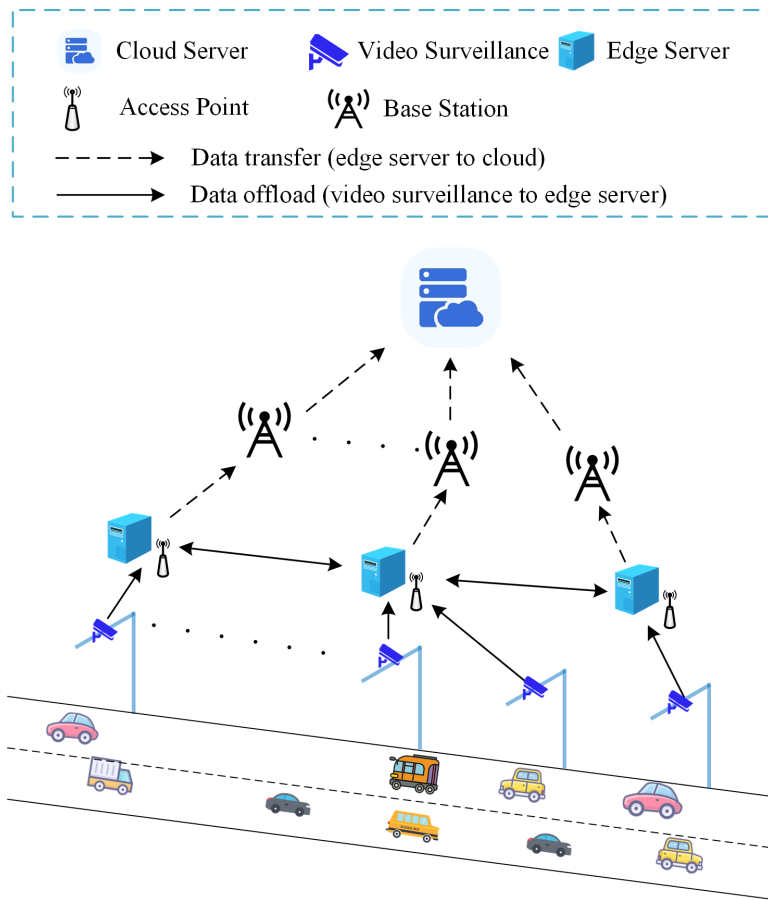 Cloud Server Video Surveillance Edge Server
Access Point Base Station
Data transfer (edge server to cloud)
Data offload (video surveillance to edge server)